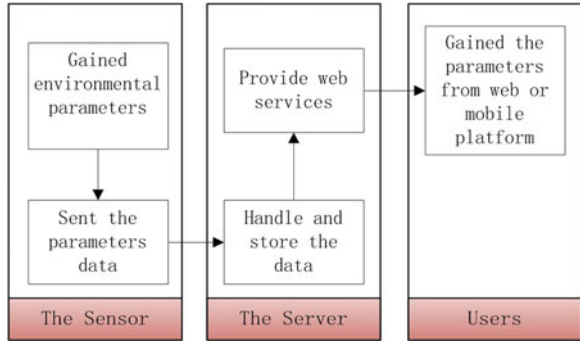 Gained
environmental
parameters
Sent the
parameters
data
The Sensor
Provide web
services
Handle and
store the
data
The Server
Gained the
parameters
from web or
mobile
platform
Users